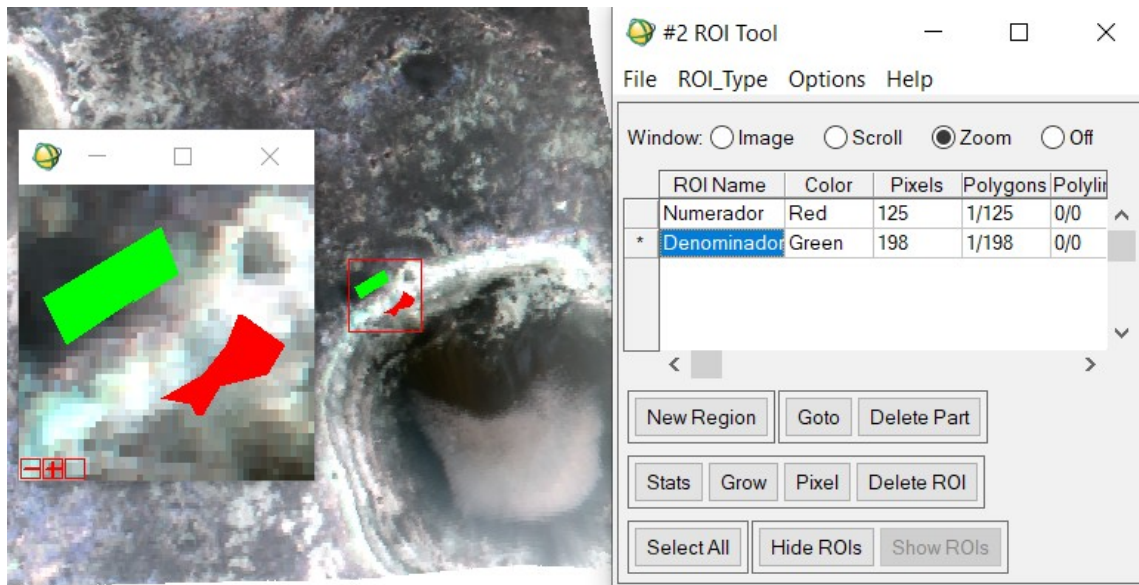 #2 ROI Tool
File ROI_Type Options Help
Window: Image Scroll Zoom Off
ROI Name Color Pixels Polygons Polylir
Numerador Red 125 1/125 0/0
* Denominador Green 198 1/198 0/0
New Region Goto Delete Part
Stats Grow Pixel Delete ROI
Select All Hide ROIs Show ROIs